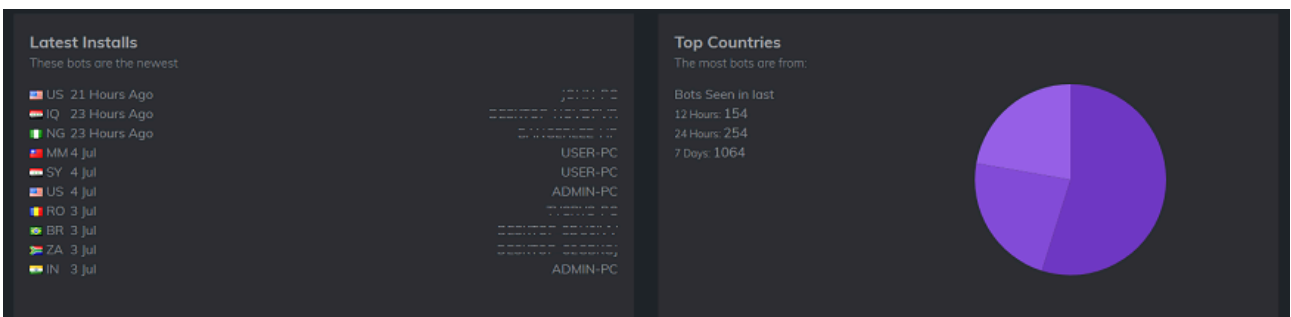 Latest Installs
These bots are the newest
US 21 Hours Ago
IQ 23 Hours Ago
NG 23 Hours Ago
MM 4 Jul USER-PC
SY 4 Jul USER-PC
US 4 Jul ADMIN-PC
RO 3 Jul
BR 3 Jul
ZA 3 Jul
IN 3 Jul ADMIN-PC
Top Countries
The most bots are from:
Bots Seen in last
12 Hours: 154
24 Hours: 254
7 Days: 1064